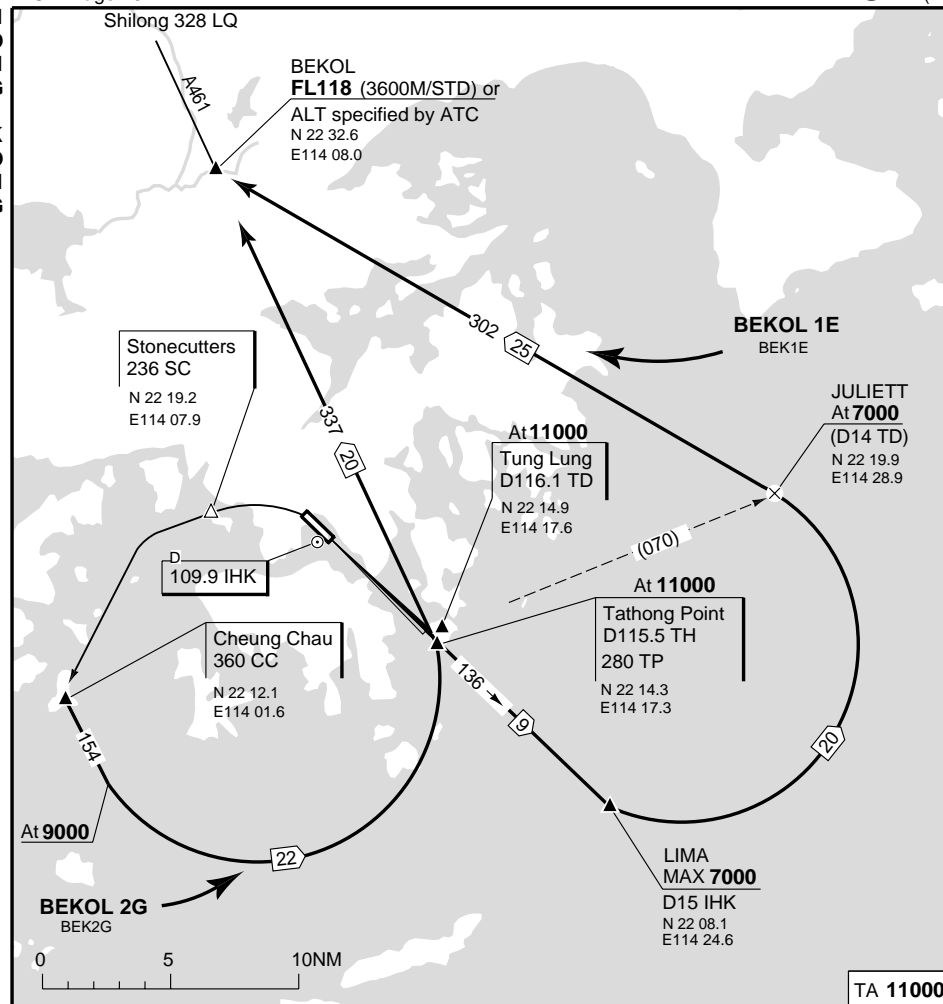 Shilong 328 LQ
A461
BEKOL
FL118 (3600M/STD) or
ALT specified by ATC
N 22 32.6
E114 08.0
302
25
BEKOL 1E
BEK1E
Stonecutters
236 SC
N 22 19.2
E114 07.9
337
20
JULIETT
At 7000
(D14 TD)
N 22 19.9
E114 28.9
At 11000
Tung Lung
D116.1 TD
N 22 14.9
E114 17.6
(070)
D
109.9 IHK
At 11000
Tathong Point
D115.5 TH
280 TP
N 22 14.3
E114 17.3
Cheung Chau
360 CC
N 22 12.1
E114 01.6
136
9
154
20
At 9000
22
LIMA
MAX 7000
D15 IHK
N 22 08.1
E114 24.6
BEKOL 2G
BEK2G
0 5 10NM
TA 11000